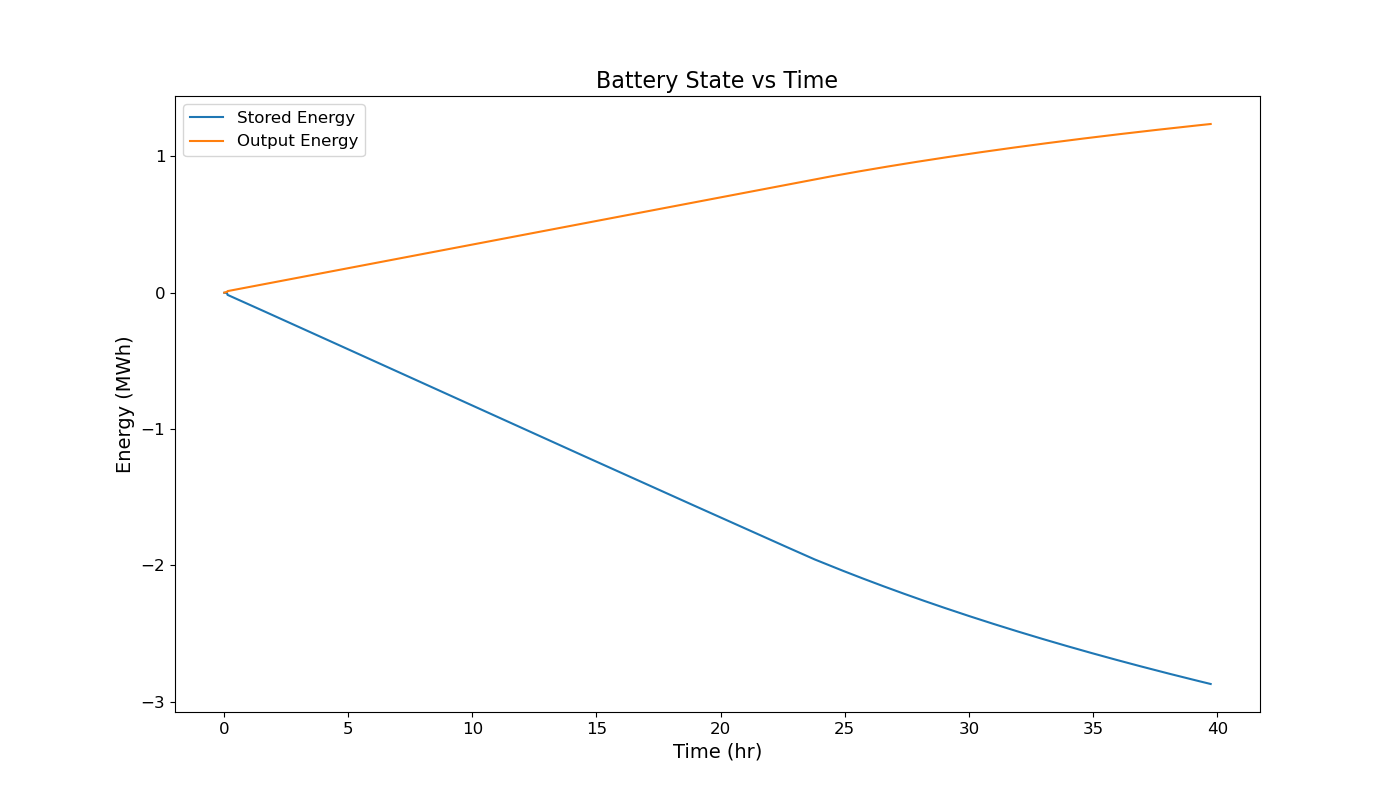 Battery State vs Time
Stored Energy
Output Energy
Energy (MWh)
1
0
−1
−2
−3
0 5 10 15 20 25 30 35 40
Time (hr)